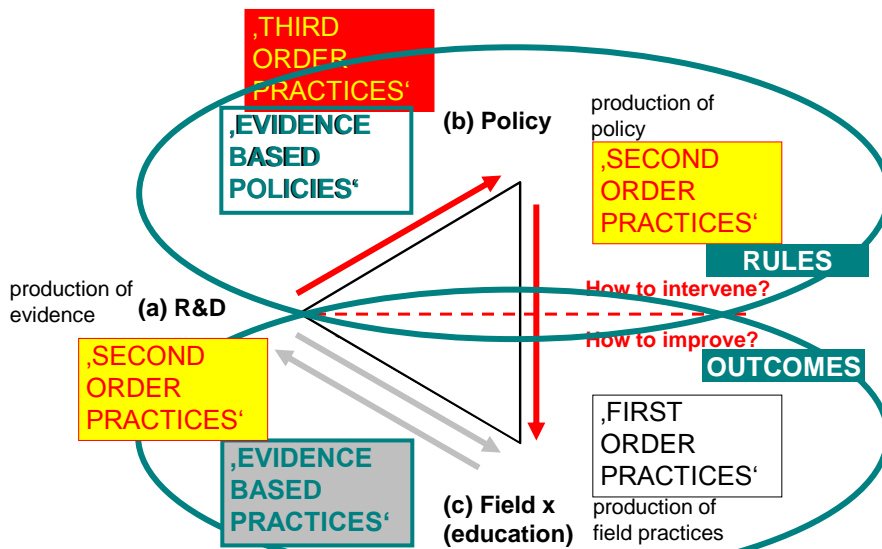 ‚THIRD
ORDER
PRACTICES‘
‚EVIDENCE
BASED
POLICIES‘
(b) Policy
production of
policy
‚SECOND
ORDER
PRACTICES‘
RULES
How to intervene?
production of
evidence
(a) R&D
How to improve?
OUTCOMES
‚SECOND
ORDER
PRACTICES‘
‚EVIDENCE
BASED
PRACTICES‘
(c) Field x
(education)
‚FIRST
ORDER
PRACTICES‘
production of
field practices